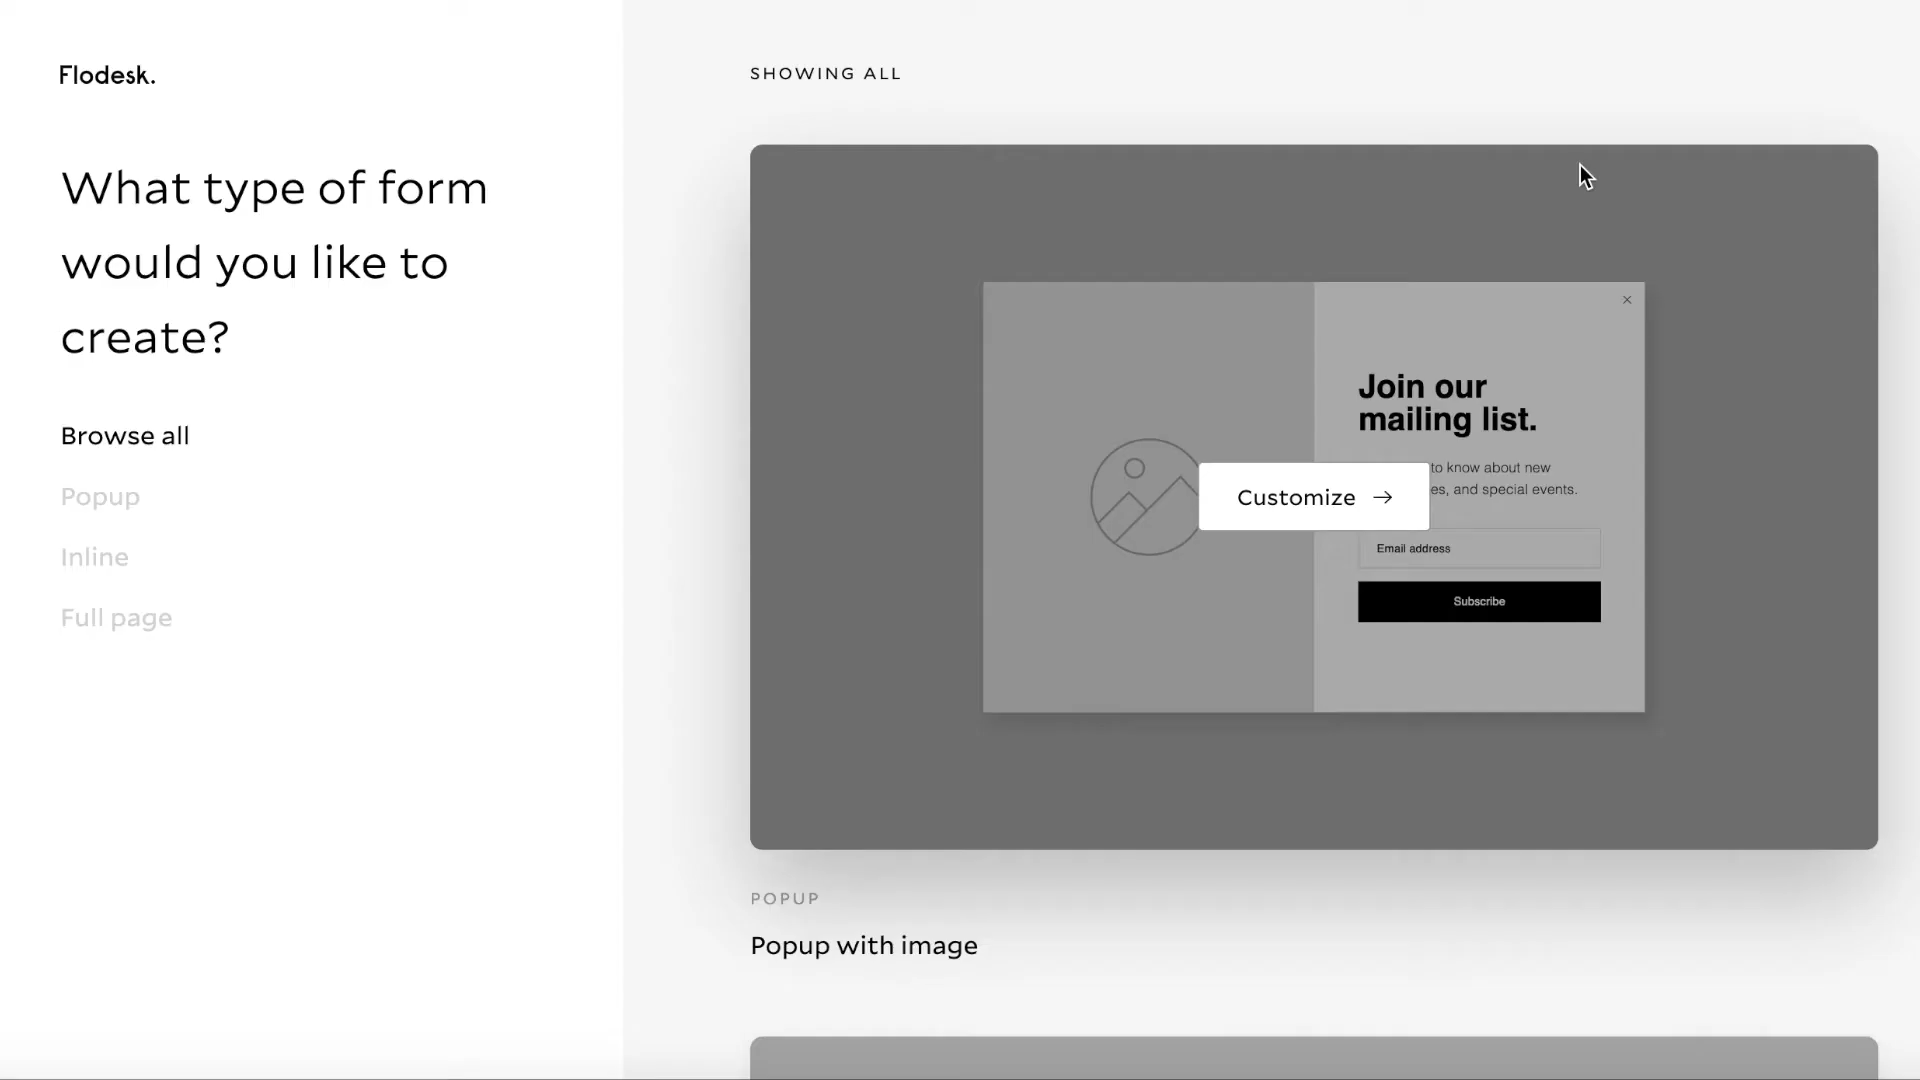 Flodesk.
What type of form
would you like to
create?
Browse all
Popup
Inline
Full page
SHOWING ALL
Join our
mailing list.
to know about new
es, and special events.
Customize →
Email address
Subscribe
POPUP
Popup with image